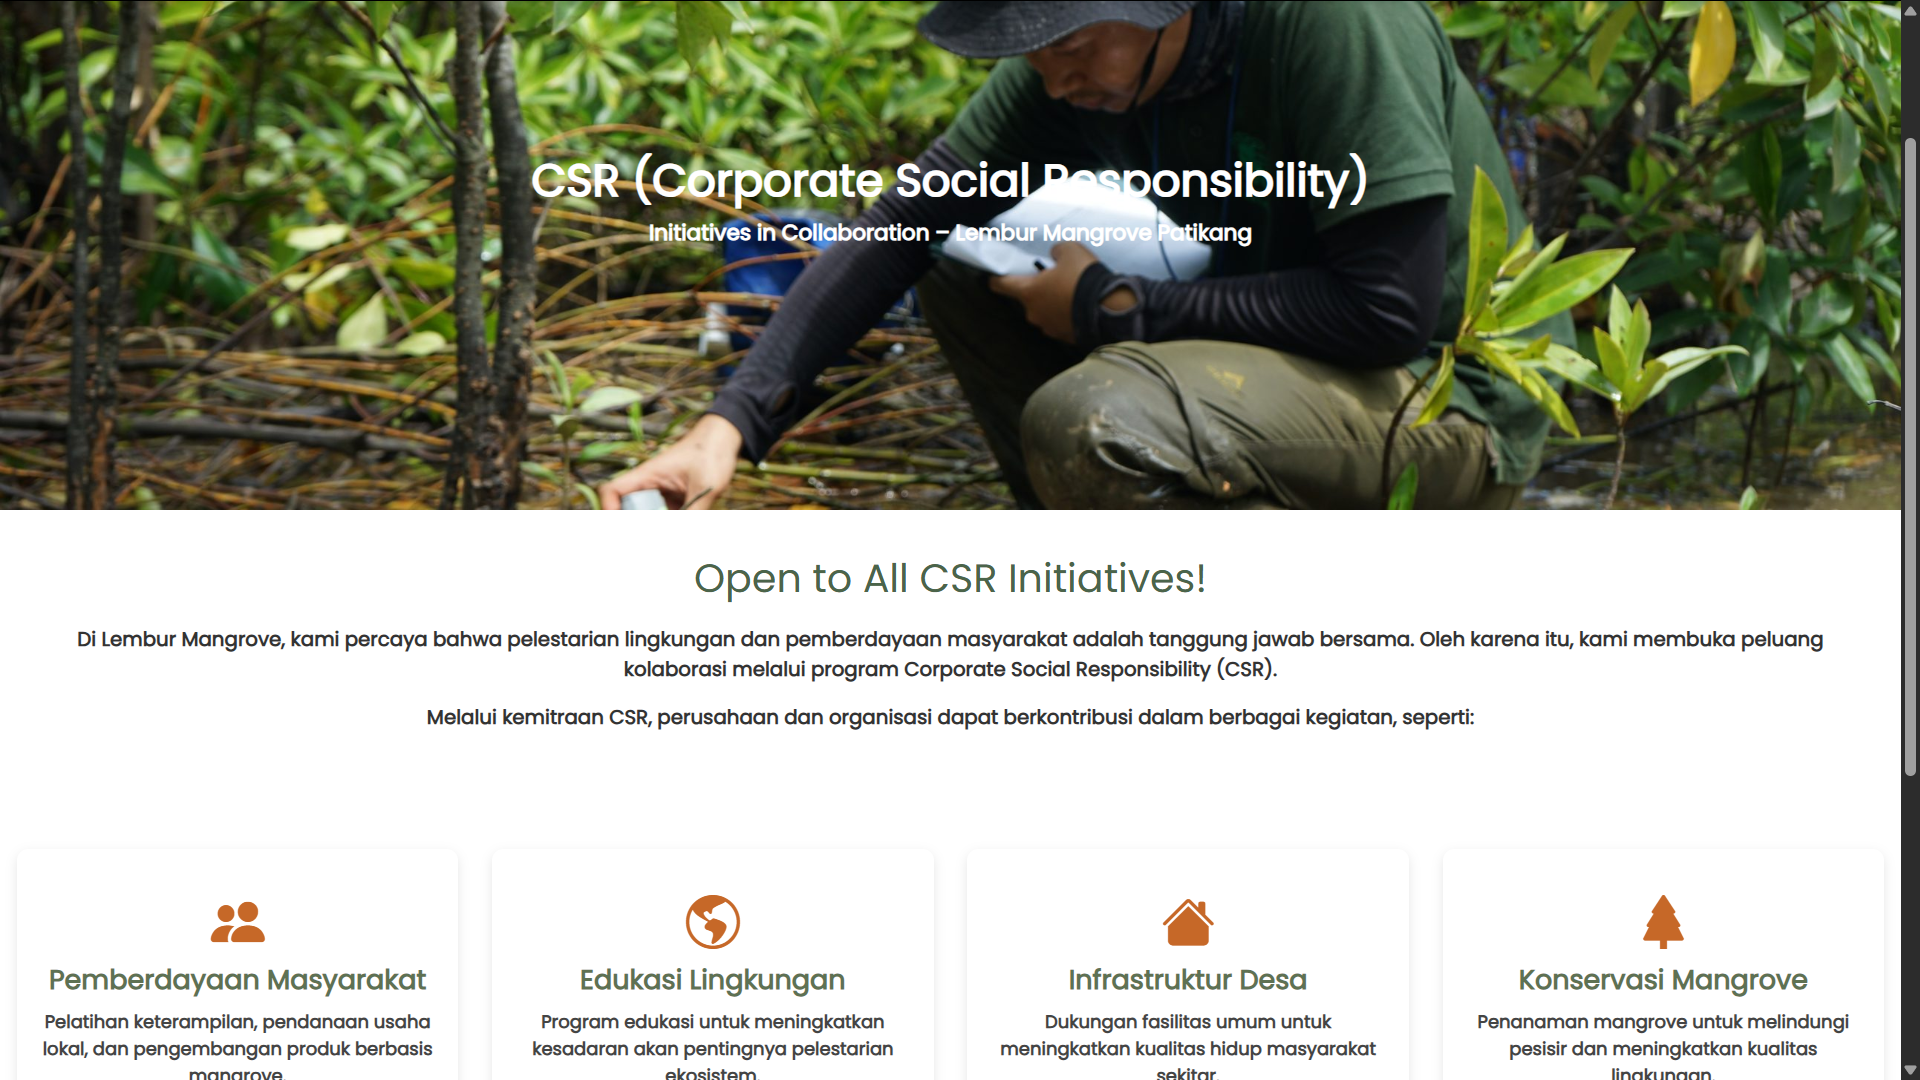 CSR (Corporate Social Responsibility)
Initiatives in Collaboration – Lembur Mangrove Patikang
Open to All CSR Initiatives!
Di Lembur Mangrove, kami percaya bahwa pelestarian lingkungan dan pemberdayaan masyarakat adalah tanggung jawab bersama. Oleh karena itu, kami membuka peluang
kolaborasi melalui program Corporate Social Responsibility (CSR).
Melalui kemitraan CSR, perusahaan dan organisasi dapat berkontribusi dalam berbagai kegiatan, seperti:
Pemberdayaan Masyarakat
Pelatihan keterampilan, pendanaan usaha
lokal, dan pengembangan produk berbasis
mangrove.
Edukasi Lingkungan
Program edukasi untuk meningkatkan
kesadaran akan pentingnya pelestarian
ekosistem.
Infrastruktur Desa
Dukungan fasilitas umum untuk
meningkatkan kualitas hidup masyarakat
sekitar.
Konservasi Mangrove
Penanaman mangrove untuk melindungi
pesisir dan meningkatkan kualitas
lingkungan.